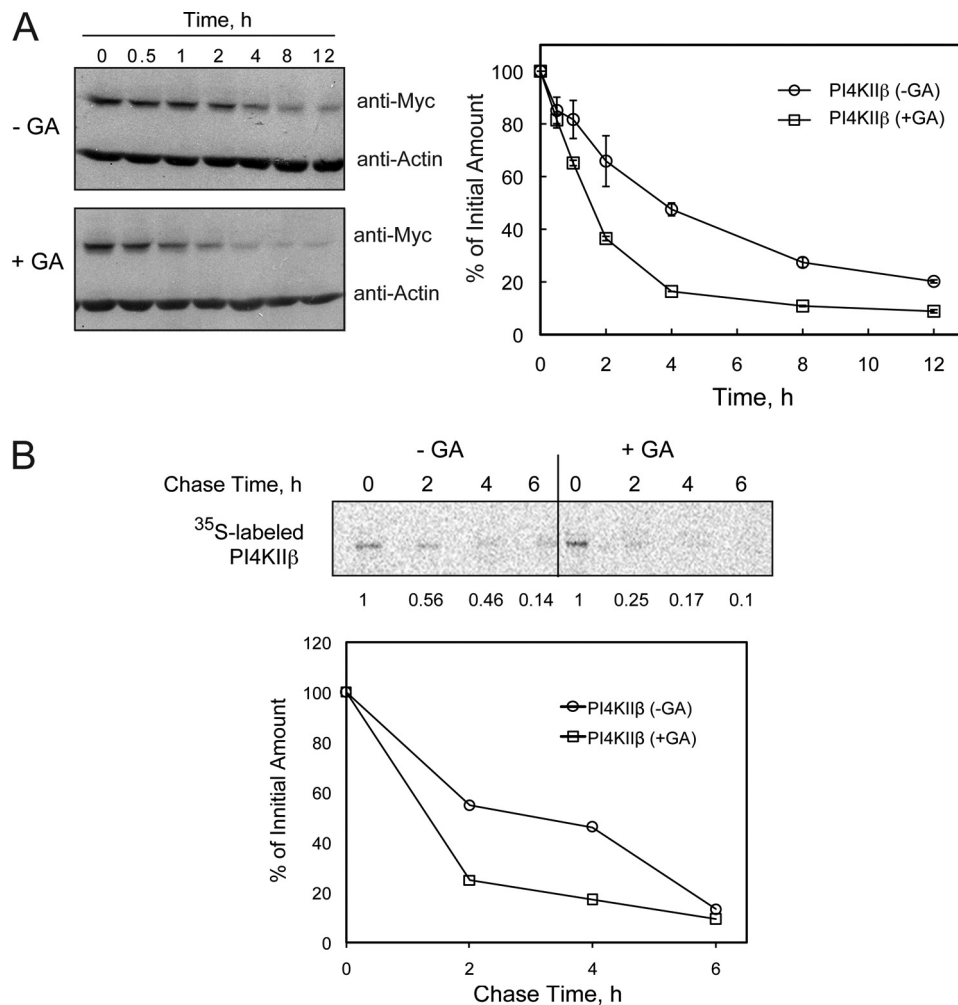 A
Time, h
0 0.5 1 2 4 8 12
- GA
anti-Myc
anti-Actin
+ GA
anti-Myc
anti-Actin
100
80
60
40
20
0
% of Initial Amount
PI4KIIβ (-GA)
PI4KIIβ (+GA)
0 2 4 6 8 10 12
Time, h
B
- GA + GA
Chase Time, h 0 2 4 6 0 2 4 6
35S-labeled
PI4KIIβ
1 0.56 0.46 0.14 1 0.25 0.17 0.1
120
100
80
60
40
20
0
% of Innitial Amount
PI4KIIβ (-GA)
PI4KIIβ (+GA)
0 2 4 6
Chase Time, h